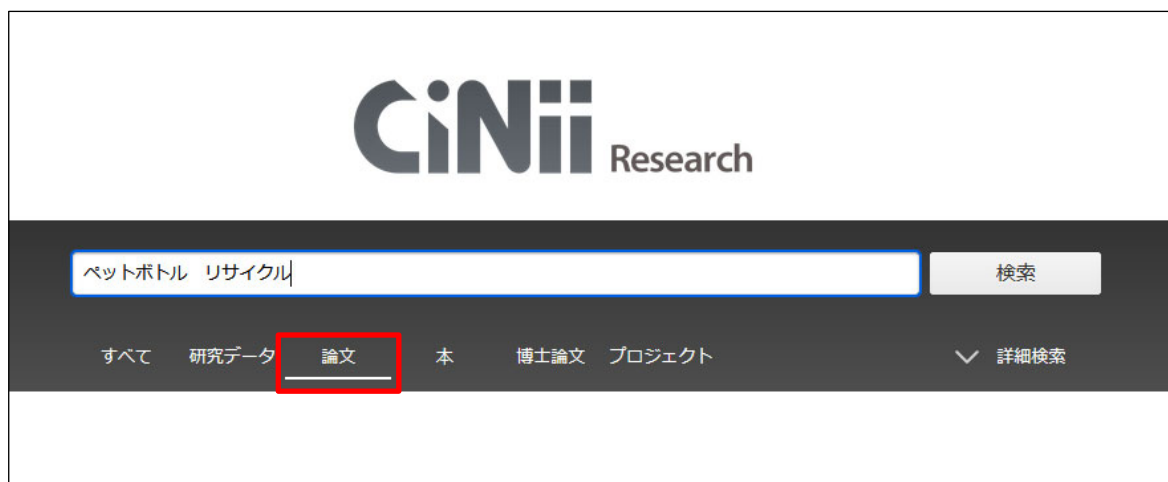 CiNii Research
ペットボトル　リサイクル
検索
すべて 研究データ 論文 本 博士論文 プロジェクト
詳細検索